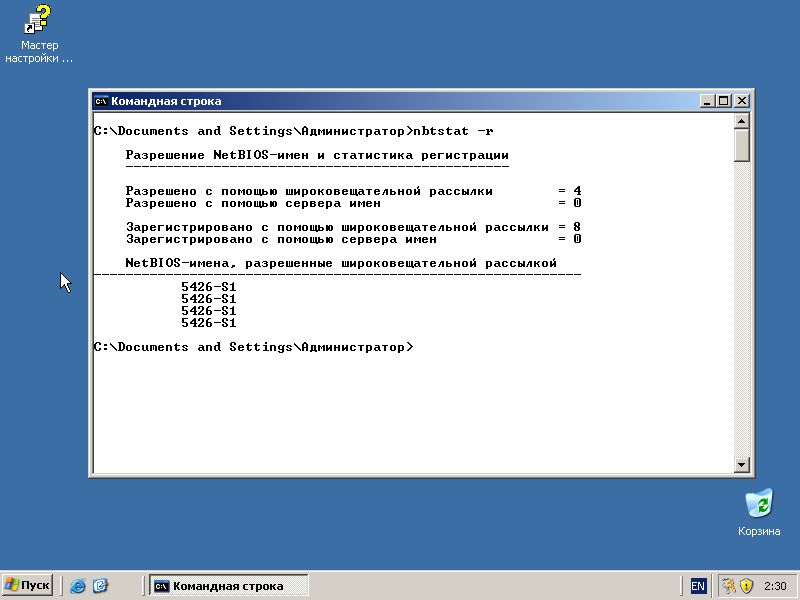 Мастер
настройки ...
Командная строка
C:\Documents and Settings\Администратор>nbtstat -r
Разрешение NetBIOS-имен и статистика регистрации
----------------------------------------------------
Разрешено с помощью широковещательной рассылки = 4
Разрешено с помощью сервера имен = 0
Зарегистрировано с помощью широковещательной рассылки = 8
Зарегистрировано с помощью сервера имен = 0
NetBIOS-имена, разрешенные широковещательной рассылкой
-------------------------------------------------------------
5426-S1
5426-S1
5426-S1
5426-S1
C:\Documents and Settings\Администратор>
Корзина
Пуск
Командная строка
EN
2:30